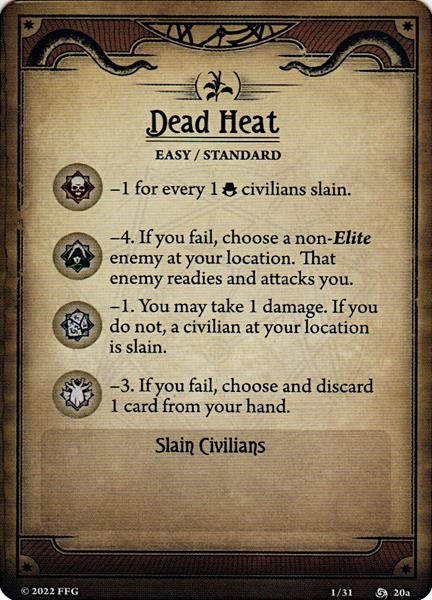 Dead Heat
EASY / STANDARD
–1 for every 1 civilians slain.
–4. If you fail, choose a non-Elite
enemy at your location. That
enemy readies and attacks you.
–1. You may take 1 damage. If you
do not, a civilian at your location
is slain.
–3. If you fail, choose and discard
1 card from your hand.
Slain Civilians
© 2022 FFG
1/31
20a